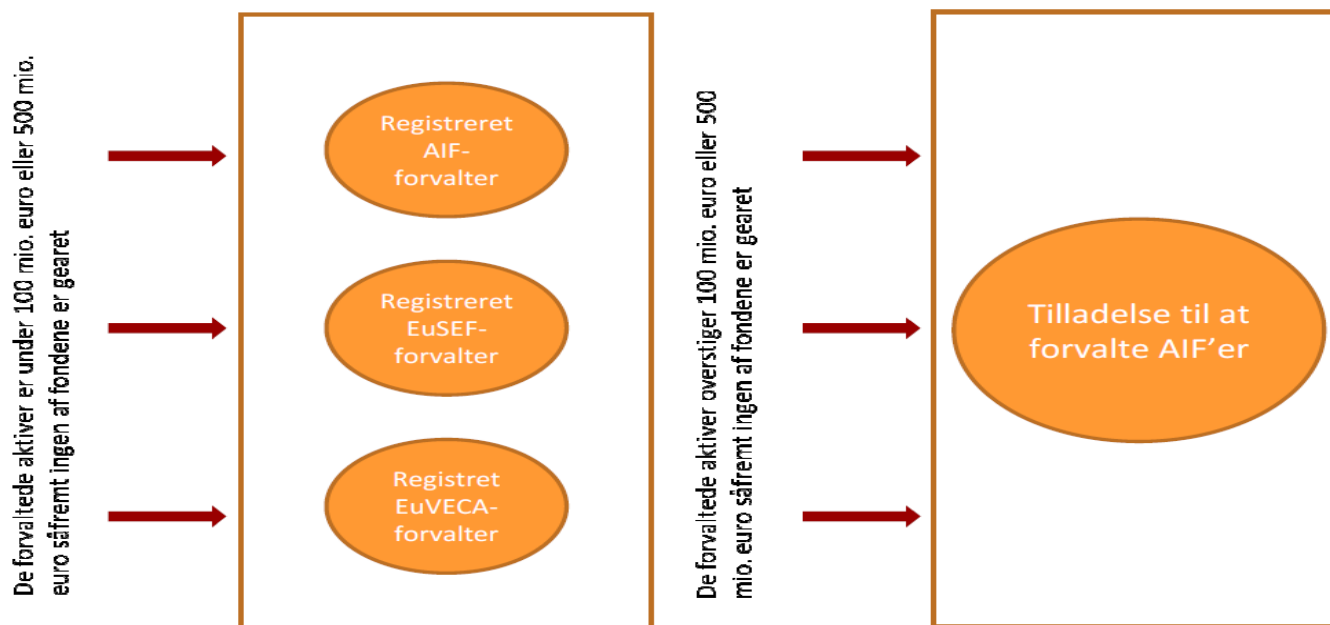 De forvaltede aktiver er under 100 mio. euro eller 500 mio.
euro såfremt ingen af fondene er gearet
Registreret
AIF-
forvalter
Registreret
EuSEF-
forvalter
Registret
EuVECA-
forvalter
De forvaltede aktiver overstiger 100 mio. euro eller 500
mio. euro såfremt ingen af fondene er gearet
Tilladelse til at
forvalte AIF'er